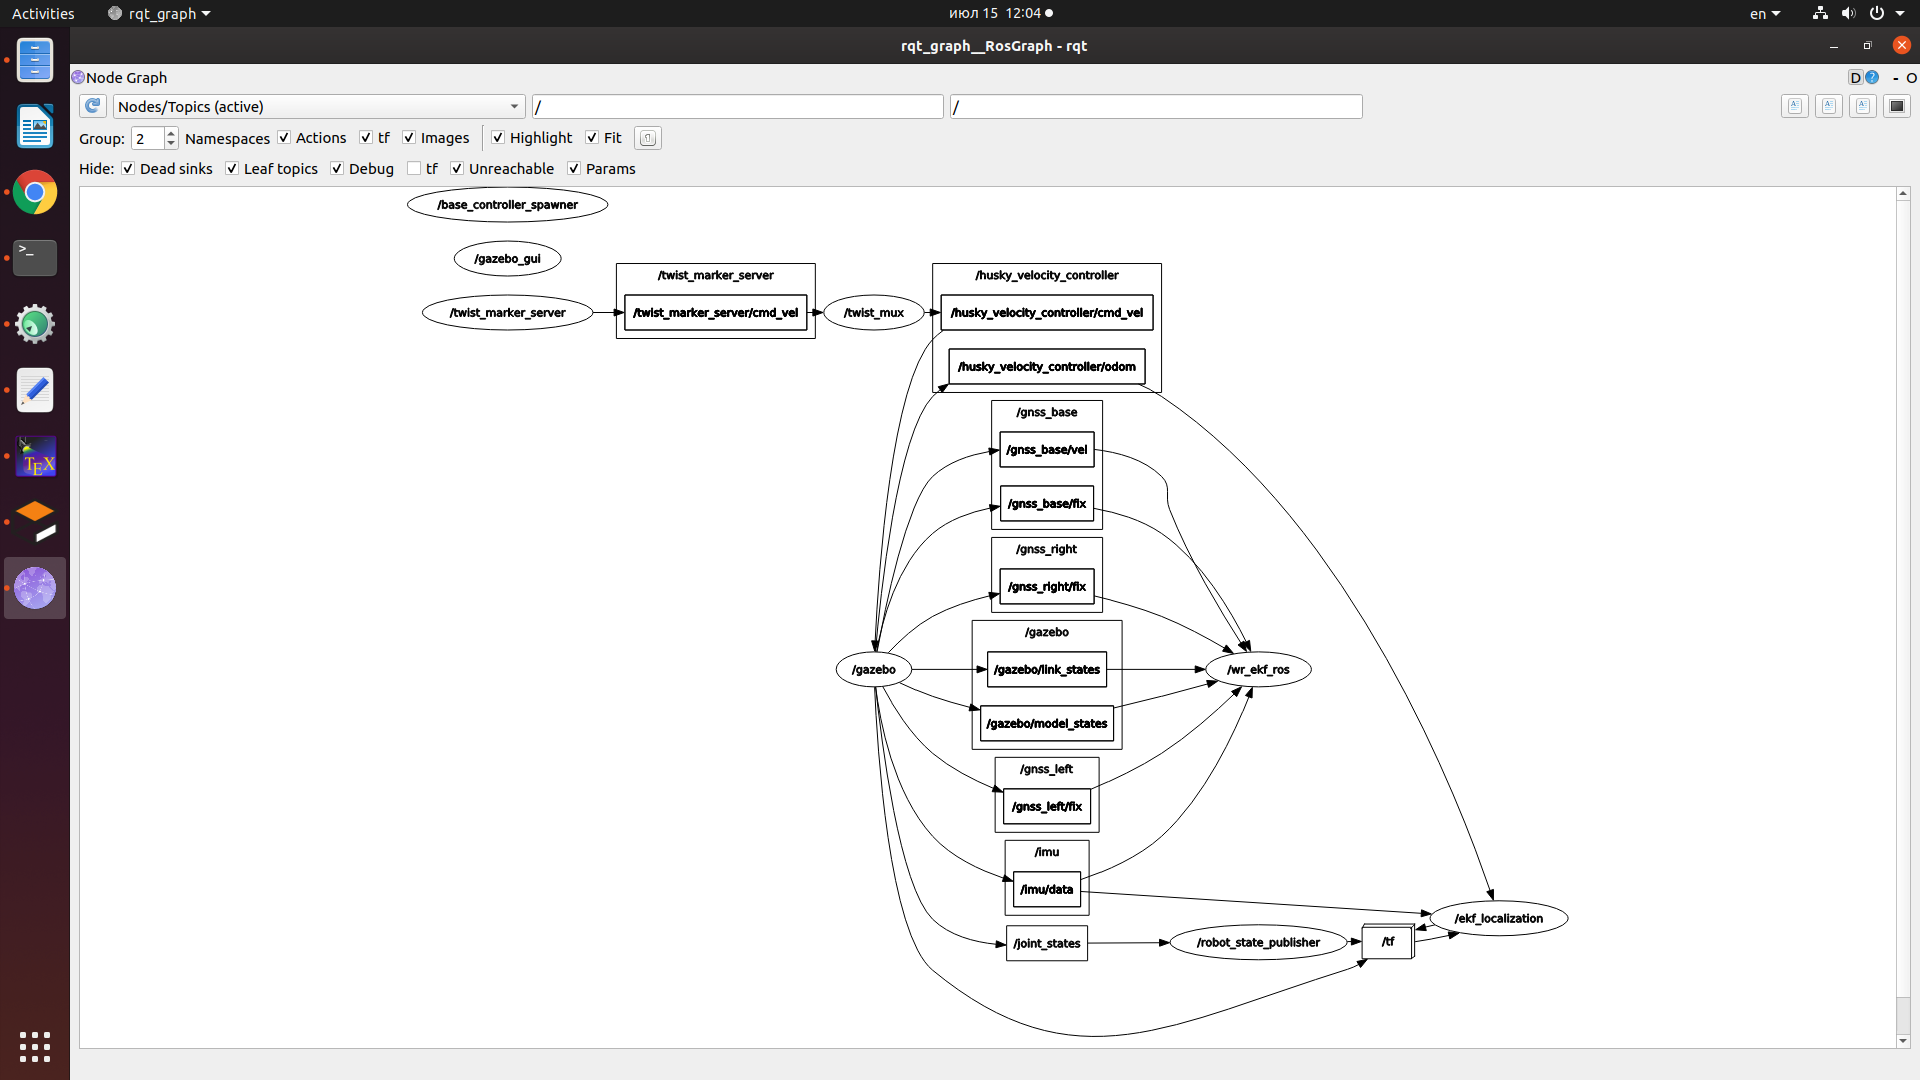 Activities
rqt_graph
июл 15 12:04
en
rqt_graph__RosGraph - rqt
Node Graph
D
?
- O
Nodes/Topics (active)
/
/
Group: 2 Namespaces Actions tf Images Highlight Fit
Hide: Dead sinks Leaf topics Debug tf Unreachable Params
/base_controller_spawner
/gazebo_gui
/twist_marker_server
/twist_marker_server
/twist_marker_server/cmd_vel
/twist_mux
/husky_velocity_controller
/husky_velocity_controller/cmd_vel
/husky_velocity_controller/odom
/gnss_base
/gnss_base/vel
/gnss_base/fix
/gnss_right
/gnss_right/fix
/gazebo
/gazebo
/gazebo/link_states
/gazebo/model_states
/wr_ekf_ros
/gnss_left
/gnss_left/fix
/imu
/imu/data
/joint_states
/robot_state_publisher
/tf
/ekf_localization
>_
TEX